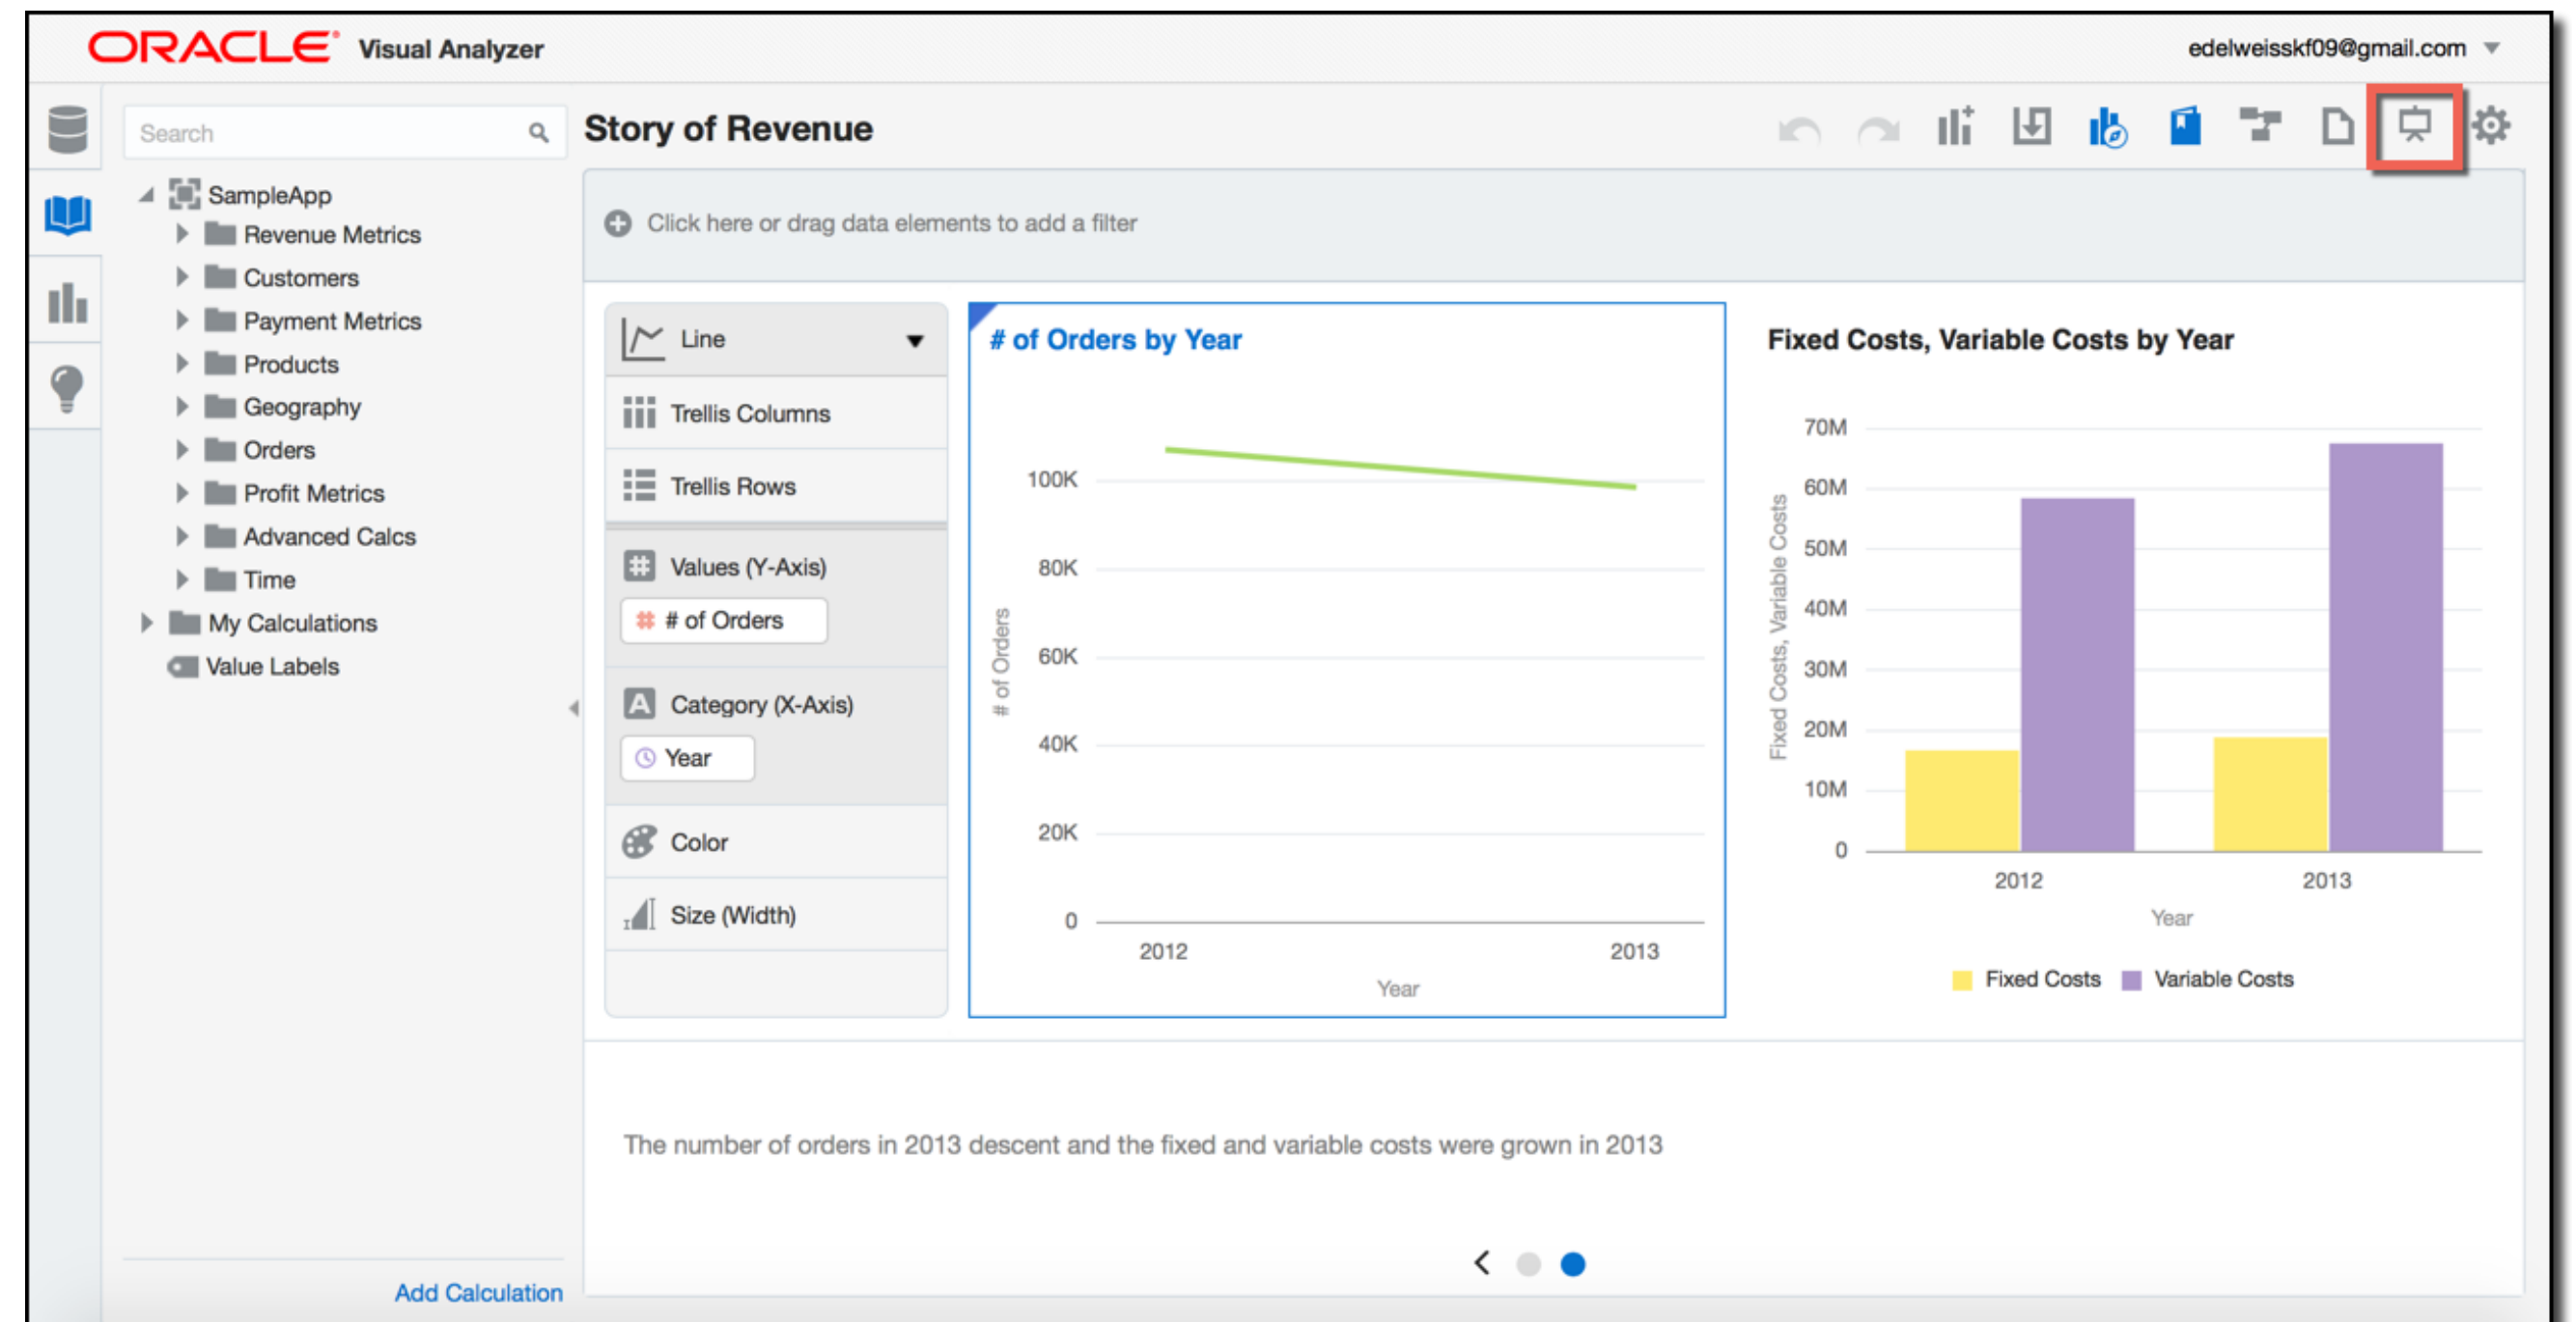 ORACLE Visual Analyzer
edelweisskf09@gmail.com
Search
Story of Revenue
SampleApp
Revenue Metrics
Customers
Payment Metrics
Products
Geography
Orders
Profit Metrics
Advanced Calcs
Time
My Calculations
Value Labels
Add Calculation
Click here or drag data elements to add a filter
Line
Trellis Columns
Trellis Rows
Values (Y-Axis)
# # of Orders
Category (X-Axis)
Year
Color
Size (Width)
# of Orders by Year
# of Orders
100K
80K
60K
40K
20K
0
2012 2013
Year
Fixed Costs, Variable Costs by Year
Fixed Costs, Variable Costs
70M
60M
50M
40M
30M
20M
10M
0
2012 2013
Year
Fixed Costs Variable Costs
The number of orders in 2013 descent and the fixed and variable costs were grown in 2013